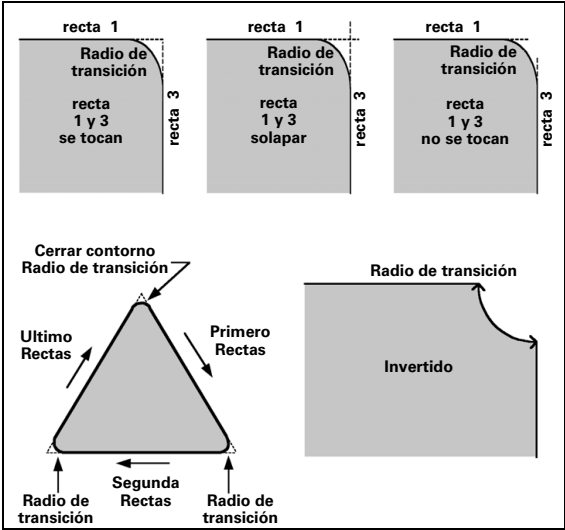 recta 1
Radio de
transición
recta
1 y 3
se tocan
recta 3
recta 1
Radio de
transición
recta
1 y 3
solapar
recta 3
recta 1
Radio de
transición
recta
1 y 3
no se tocan
recta 3
Cerrar contorno
Radio de transición
Ultimo
Rectas
Primero
Rectas
Segunda
Rectas
Radio de
transición
Radio de
transición
Radio de transición
Invertido